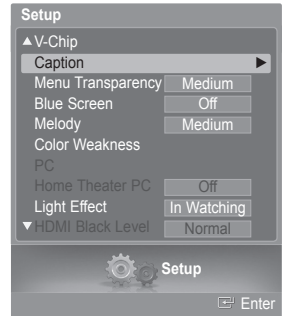 Setup
▲ V-Chip
Caption ►
Menu Transparency Medium
Blue Screen Off
Melody Medium
Color Weakness
PC
Home Theater PC Off
Light Effect In Watching
▼ HDMI Black Level Normal
Setup
Enter